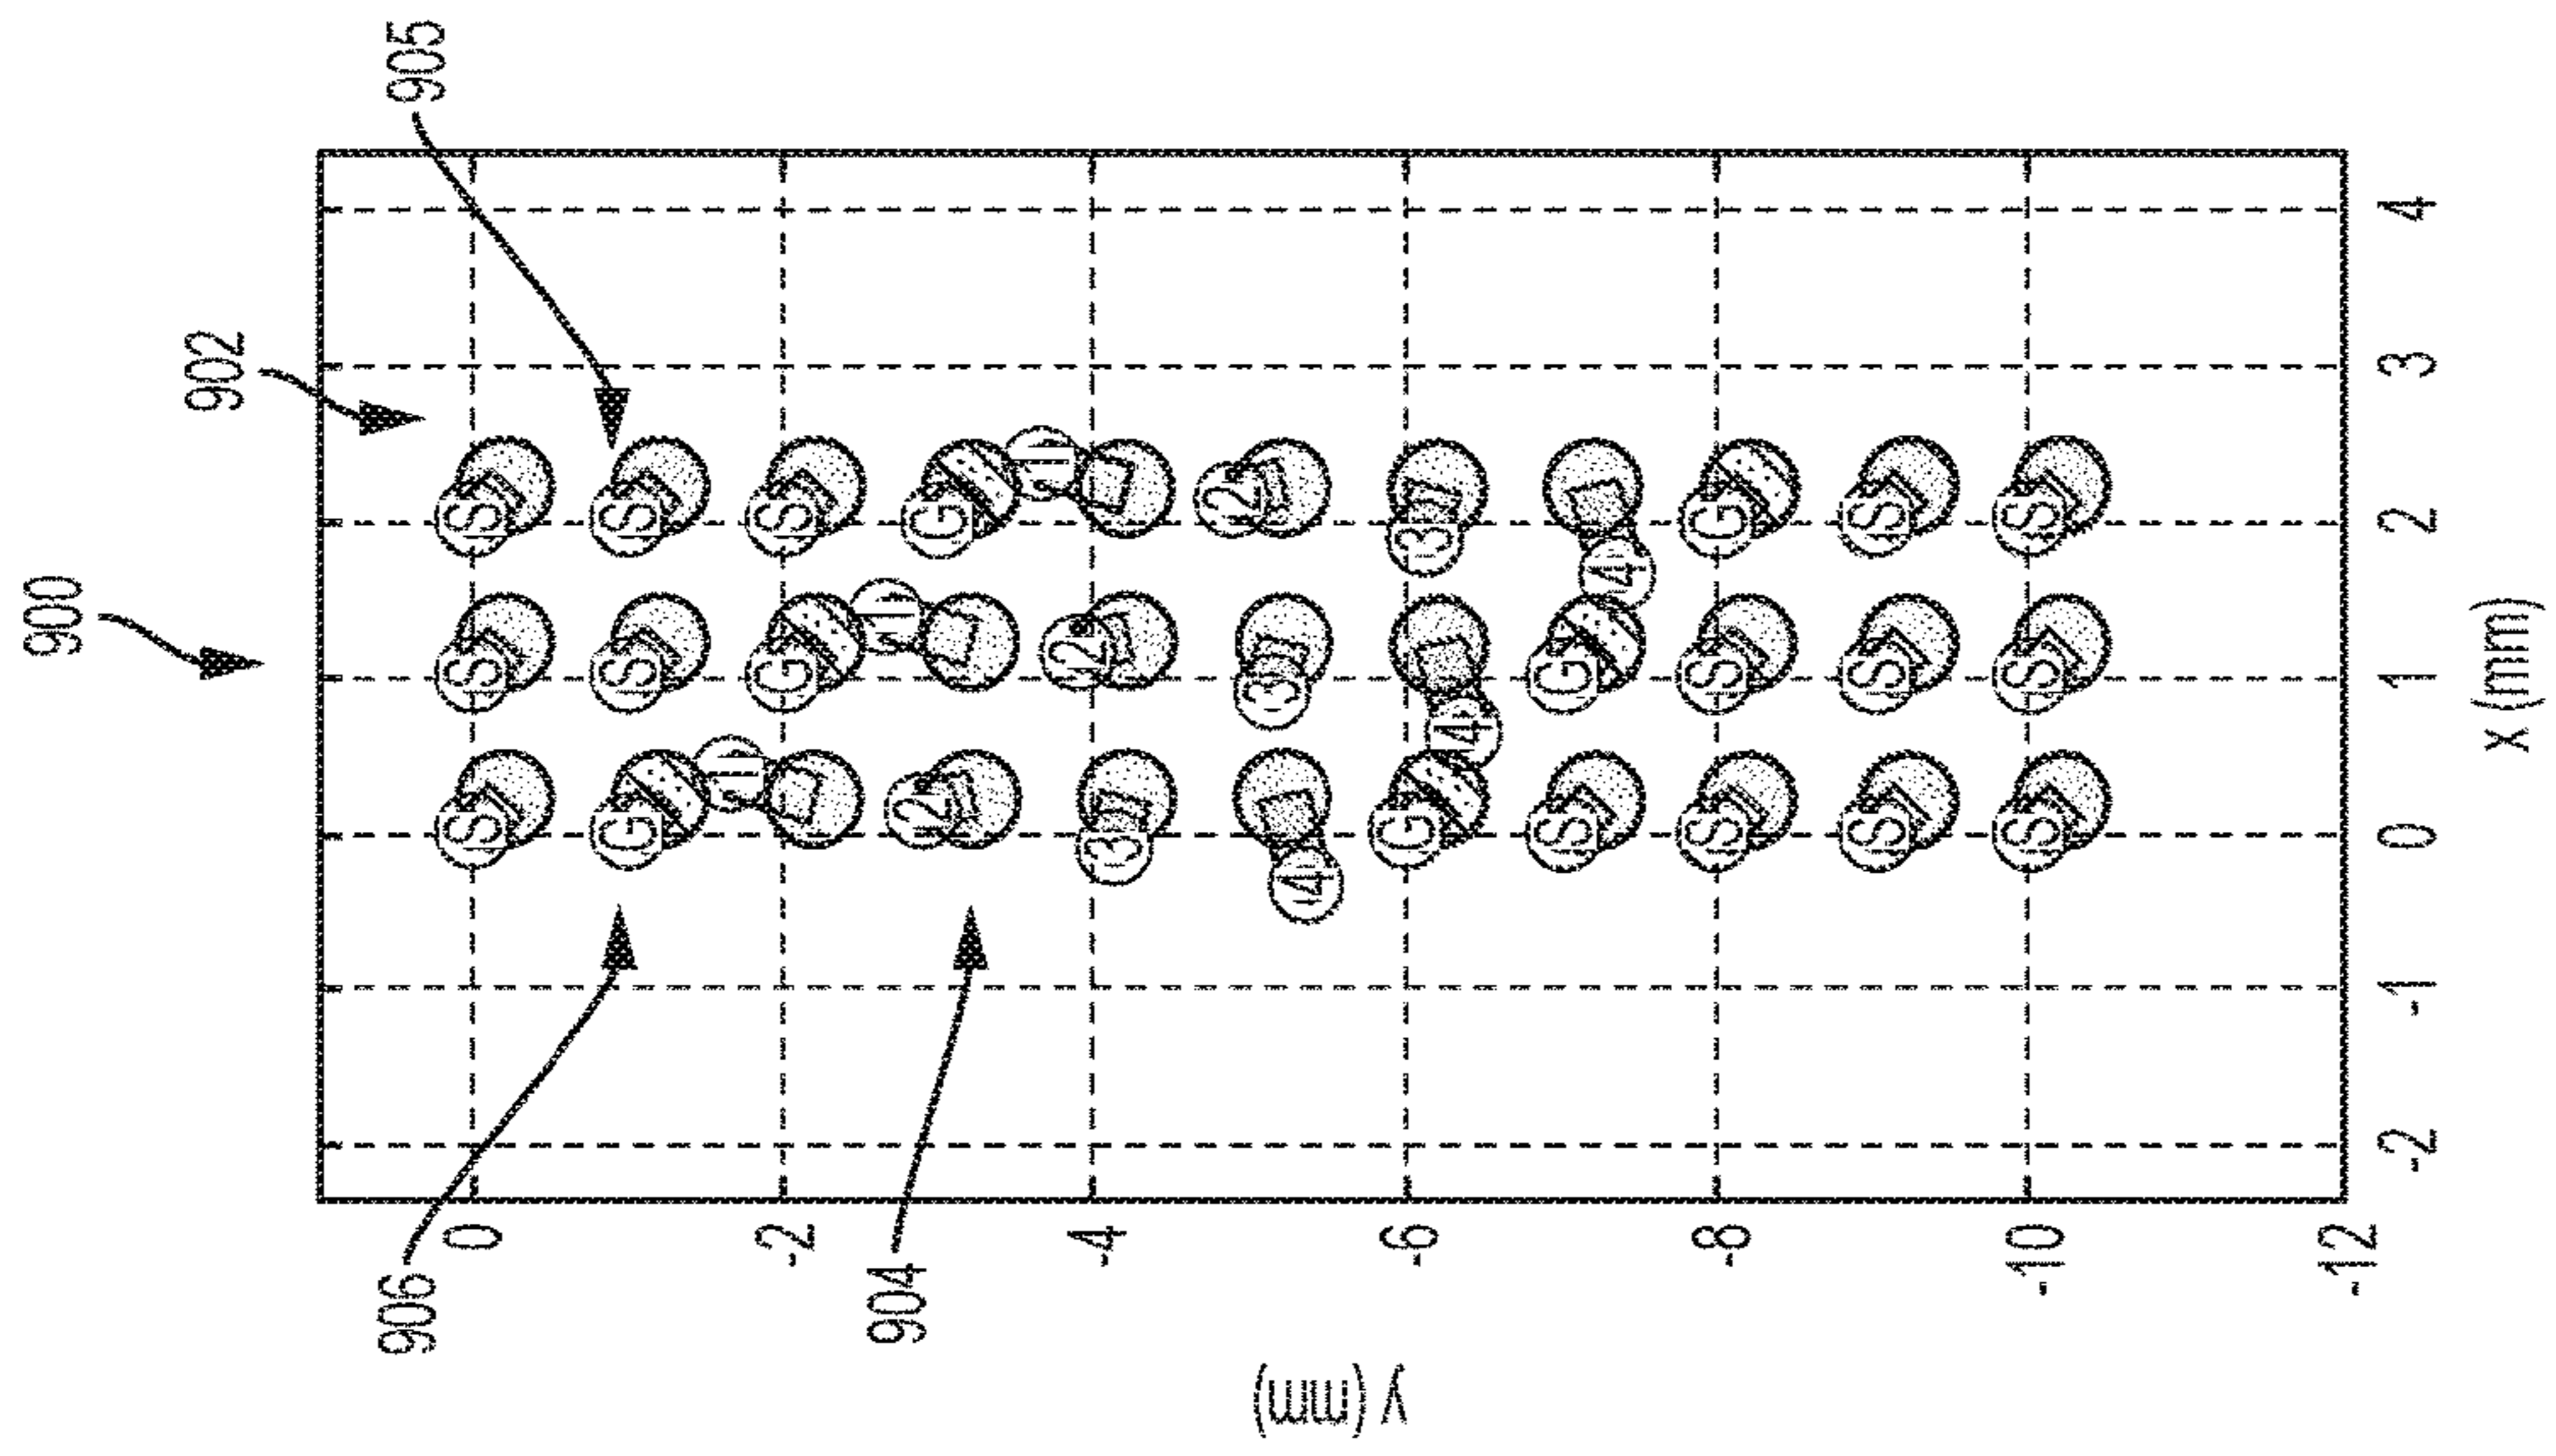 900
902
906 905
0 S S S
G S S
1
-2 G S
1
904
2 G
1
-4 3 2
4 3 2
-6 G 4 3
S G 4
-8 S S G
S S S
-10 S S S
-12
-2 -1 0 1 2 3 4
x (mm)
y (mm)